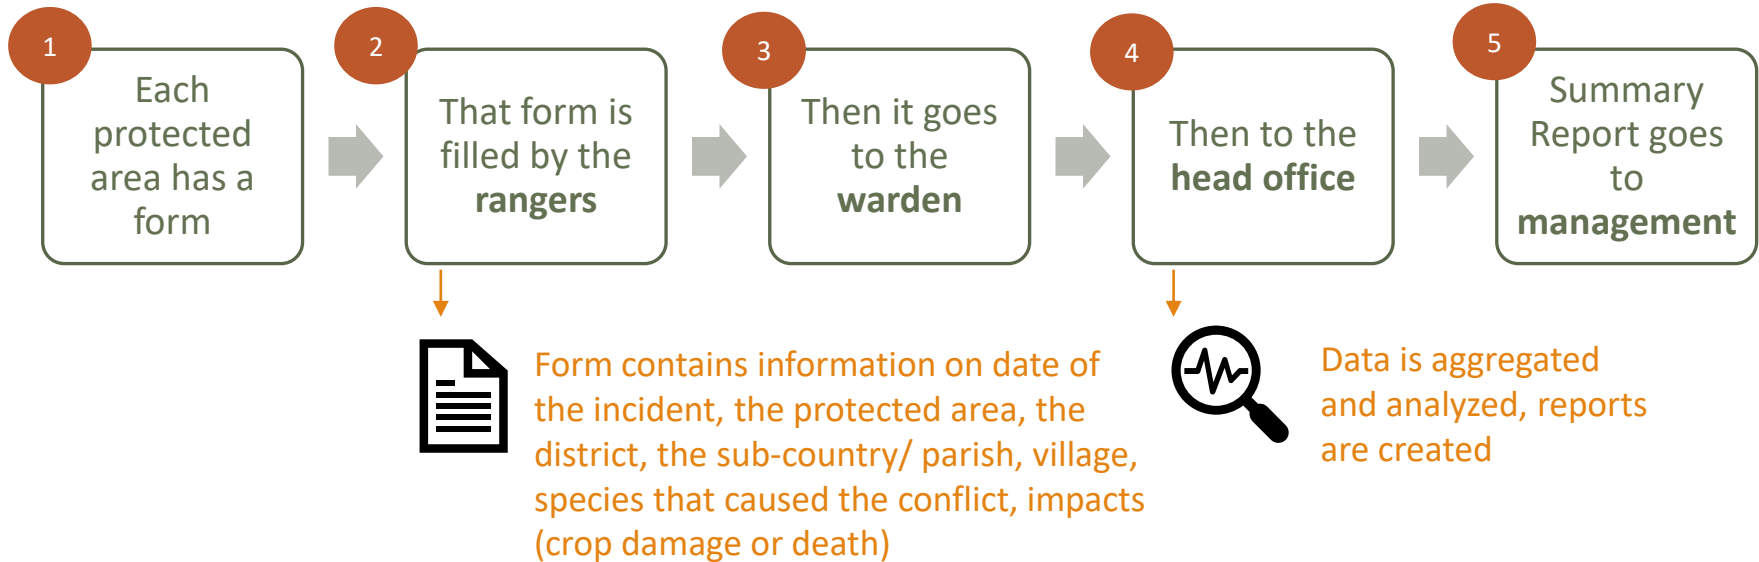 1
Each
protected
area has a
form
2
That form is
filled by the
rangers
3
Then it goes
to the
warden
4
Then to the
head office
5
Summary
Report goes
to
management
Form contains information on date of
the incident, the protected area, the
district, the sub-country/ parish, village,
species that caused the conflict, impacts
(crop damage or death)
Data is aggregated
and analyzed, reports
are created